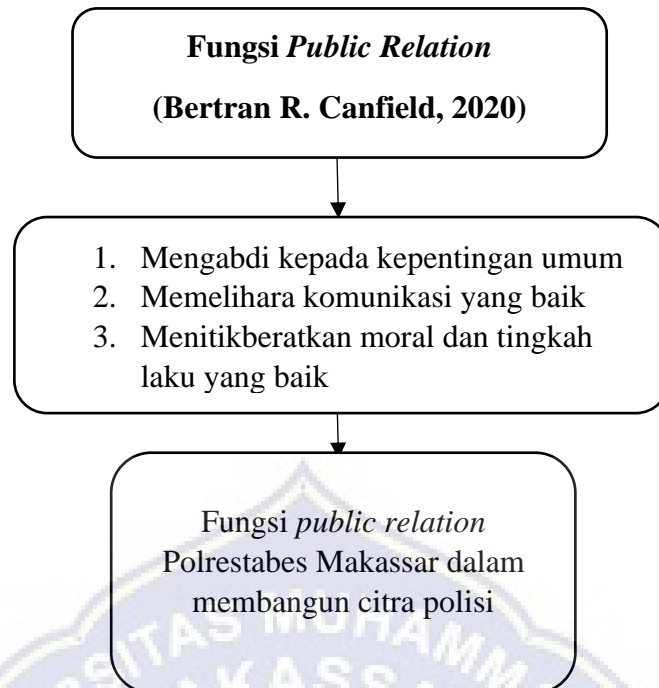 Fungsi Public Relation
(Bertran R. Canfield, 2020)
1. Mengabdi kepada kepentingan umum
2. Memelihara komunikasi yang baik
3. Menitikberatkan moral dan tingkah
laku yang baik
Fungsi public relation
Polrestabes Makassar dalam
membangun citra polisi